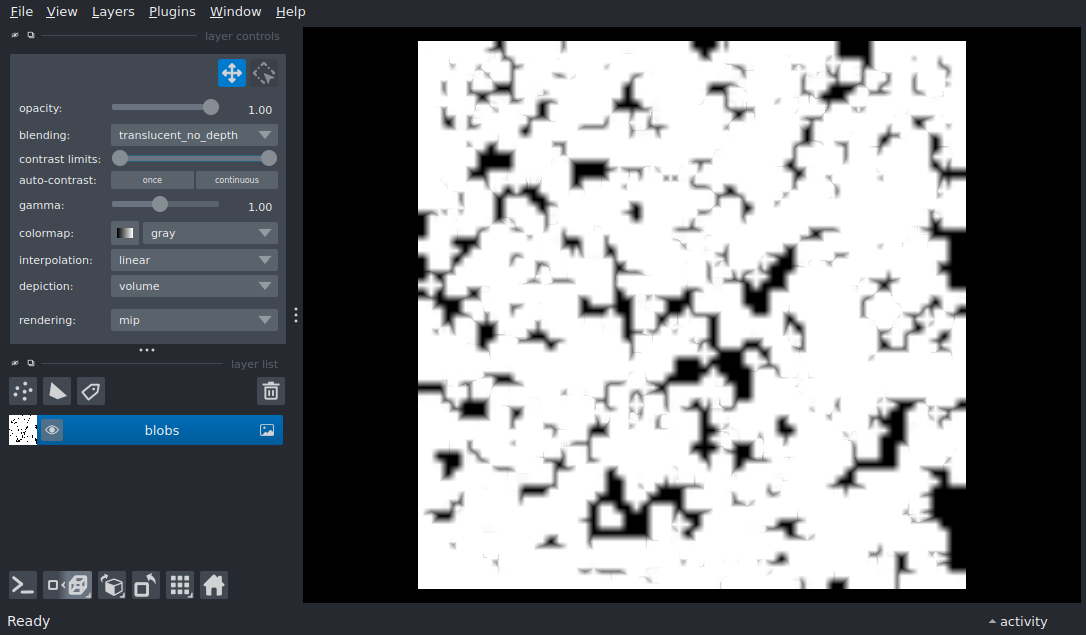 File View Layers Plugins Window Help
layer controls
opacity: 1.00
blending: translucent_no_depth
contrast limits:
auto-contrast: once continuous
gamma: 1.00
colormap: gray
interpolation: linear
depiction: volume
rendering: mip
layer list
blobs
Ready activity